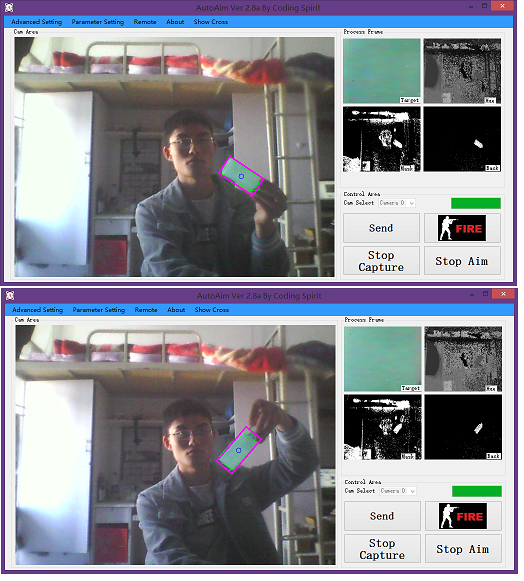 AutoAim Ver 2.8a By Coding Spirit
Advanced Setting Parameter Setting Remote About Show Cross
Cam Area
Process Frame
Target
Hue
Mask
Back
Control Area
Cam Select Camera 0
Send
FIRE
Stop Capture
Stop Aim
AutoAim Ver 2.8a By Coding Spirit
Advanced Setting Parameter Setting Remote About Show Cross
Cam Area
Process Frame
Target
Hue
Mask
Back
Control Area
Cam Select Camera 0
Send
FIRE
Stop Capture
Stop Aim